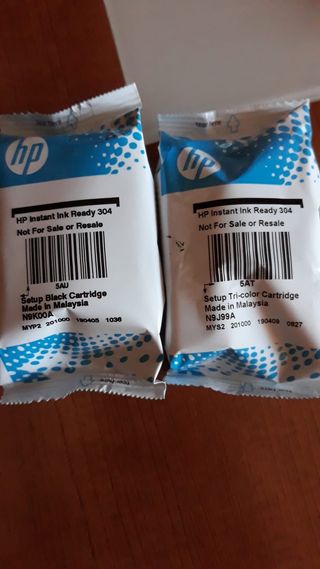 hp
HP Instant Ink Ready 304
Not For Sale or Resale
5AU
Setup Black Cartridge
Made in Malaysia
N9K00A
MYP2 201000 190405 1036
hp
HP Instant Ink Ready 304
Not For Sale or Resale
5AT
Setup Tri-color Cartridge
Made in Malaysia
N9J99A
MYS2 201000 190409 0827